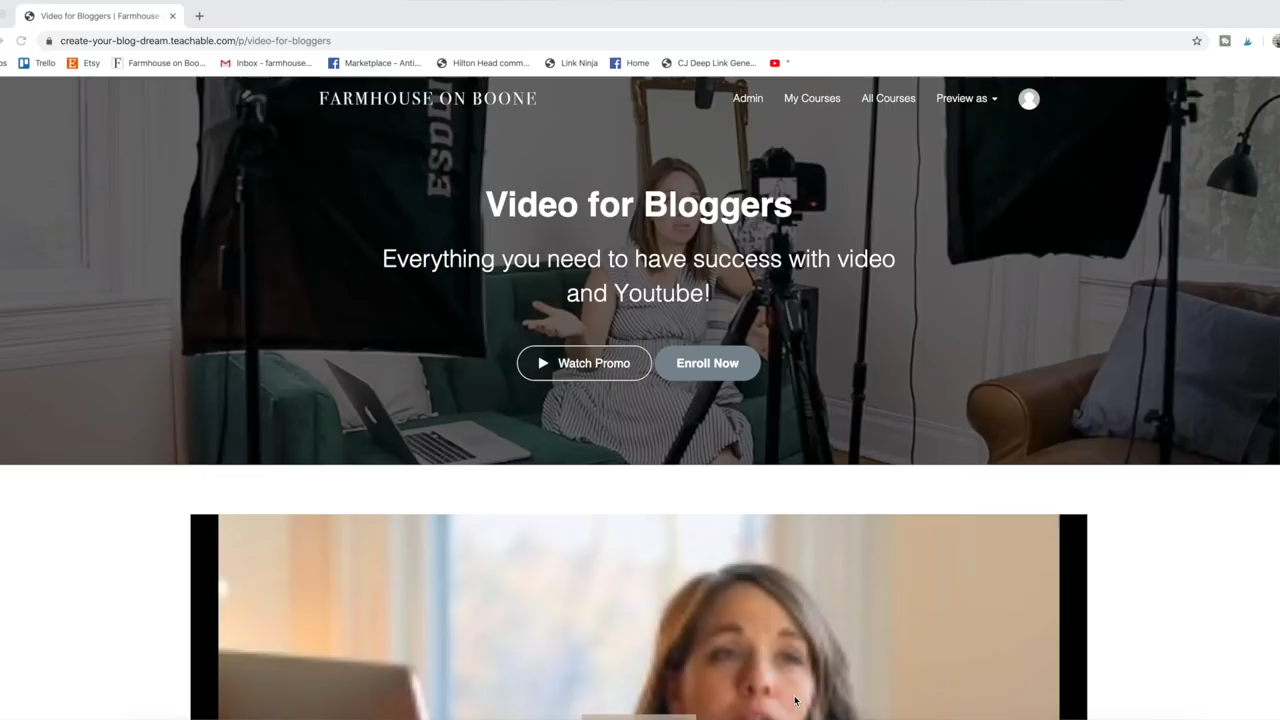 Video for Bloggers | Farmhouse
create-your-blog-dream.teachable.com/p/video-for-bloggers
Trello
Etsy
Farmhouse on Boo...
Inbox - farmhouse...
Marketplace - Anti...
Hilton Head comm...
Link Ninja
Home
CJ Deep Link Gene...
FARMHOUSE ON BOONE
Admin
My Courses
All Courses
Preview as
ESDDI
Video for Bloggers
Everything you need to have success with video
and Youtube!
Watch Promo
Enroll Now